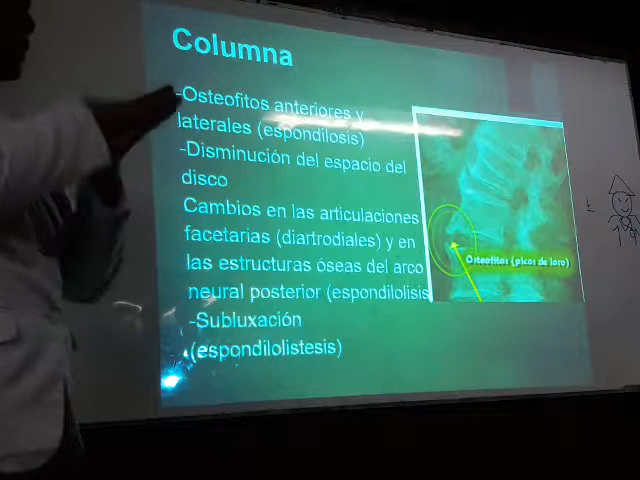 Columna
-Osteofitos anteriores y
laterales (espondilosis)
-Disminución del espacio del
disco
Cambios en las articulaciones
facetarias (diartrodiales) y en
las estructuras óseas del arco
neural posterior (espondilolisis
-Subluxación
(espondilolistesis)
Osteofitos (picos de loro)